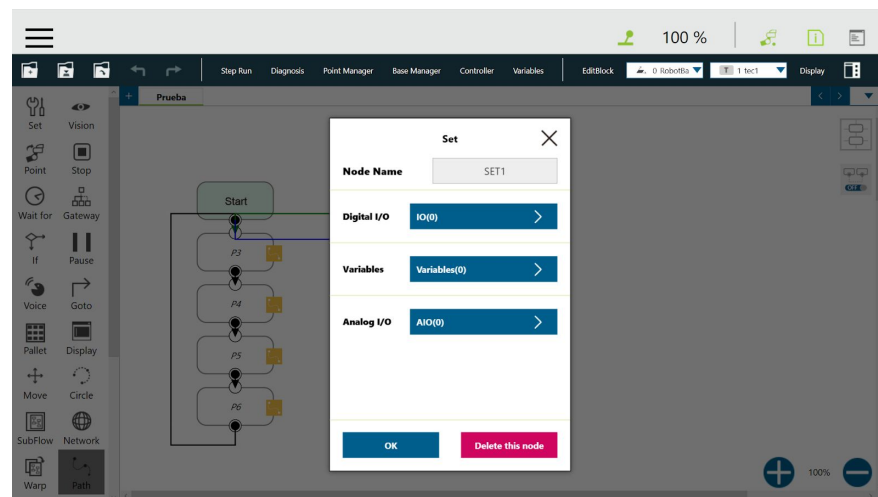 100 %
Step Run Diagnosis Point Manager Base Manager Controller Variables EditBlock 0 RobotBa T 1 tect Display
+ Prueba
Set Vision
Point Stop
Wait for Gateway
If Pause
Voice Goto
Pallet Display
Move Circle
SubFlow Network
Warp Path
Start
P3
P4
P5
P6
Set
Node Name SET1
Digital I/O IO(0)
Variables Variables(0)
Analog I/O AIO(0)
OK Delete this node
OFF
100%